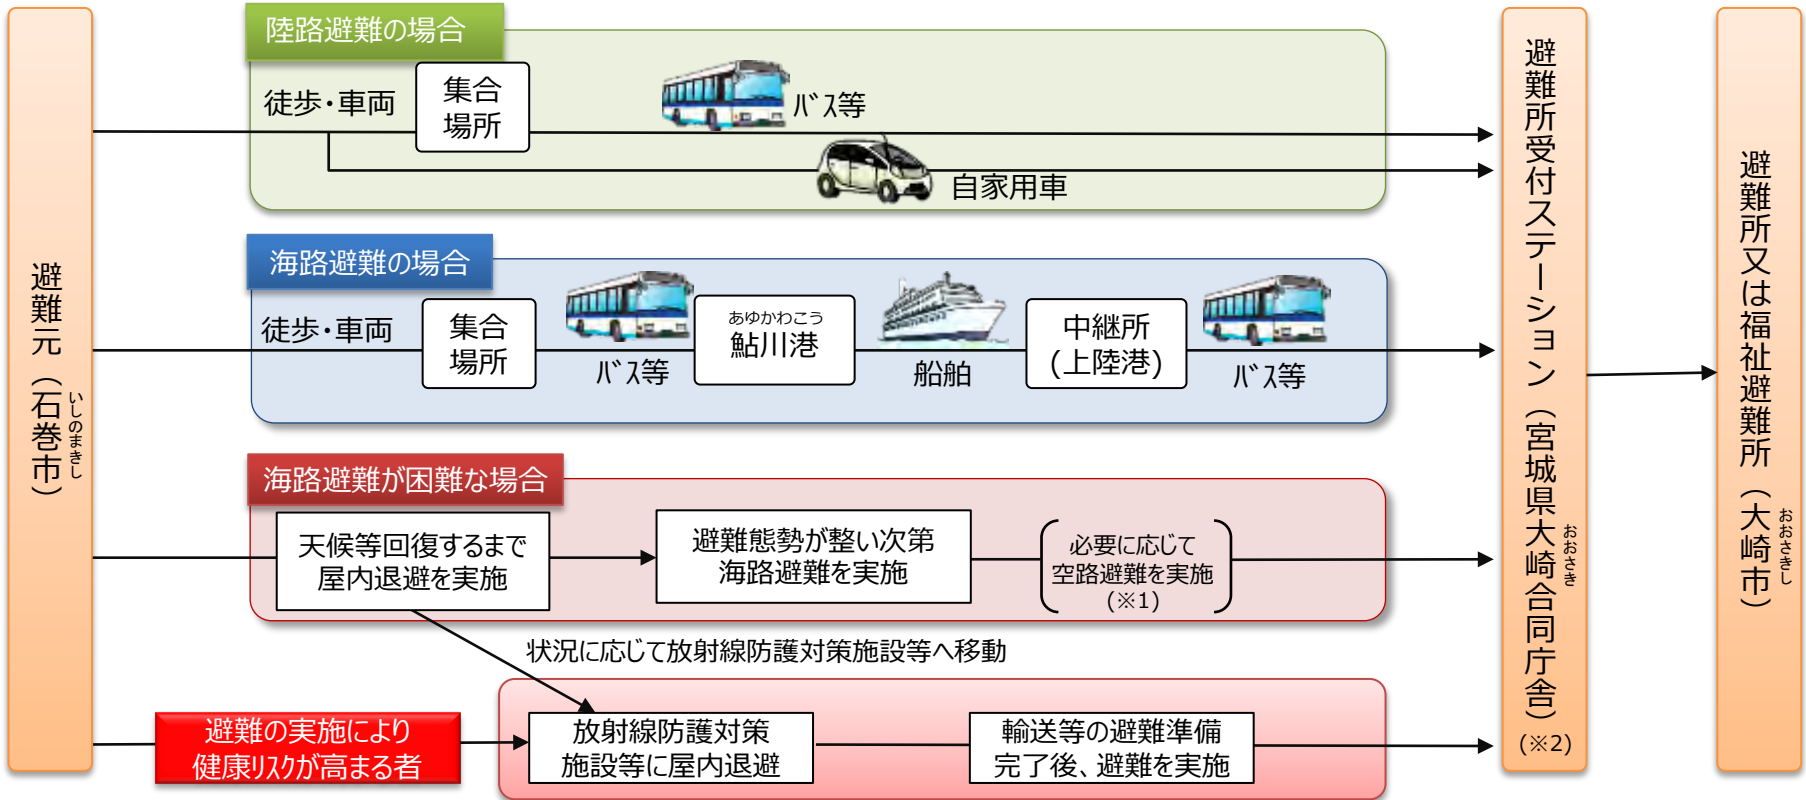 避難元（石巻市）
いしのまきし
陸路避難の場合
徒歩・車両
集合
場所
ﾊﾞｽ等
自家用車
海路避難の場合
徒歩・車両
集合
場所
ﾊﾞｽ等
あゆかわこう
鮎川港
船舶
中継所
(上陸港)
ﾊﾞｽ等
海路避難が困難な場合
天候等回復するまで
屋内退避を実施
避難態勢が整い次第
海路避難を実施
必要に応じて
空路避難を実施
(※1)
状況に応じて放射線防護対策施設等へ移動
避難の実施により
健康ﾘｽｸが高まる者
放射線防護対策
施設等に屋内退避
輸送等の避難準備
完了後、避難を実施
避難所受付ステーション（宮城県大崎合同庁舎）
おおさき
(※2)
避難所又は福祉避難所（大崎市）
おおさきし